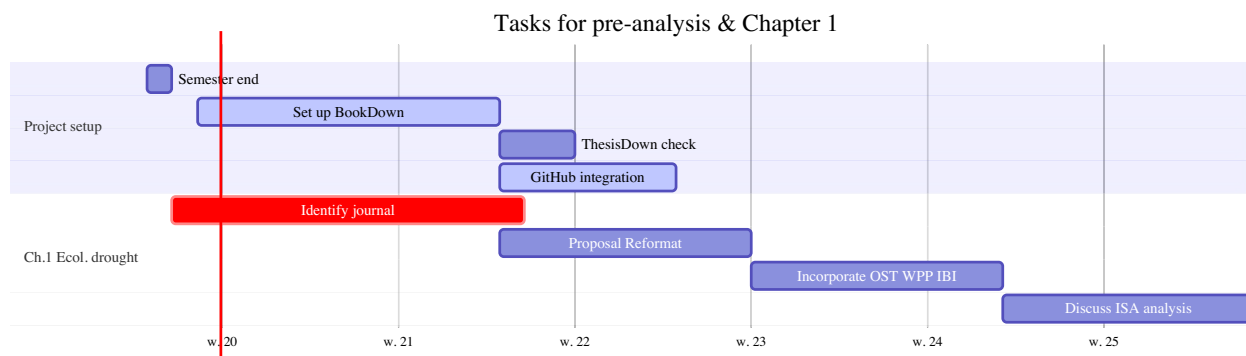 Tasks for pre-analysis & Chapter 1
Semester end
Set up BookDown
Project setup
ThesisDown check
GitHub integration
Identify journal
Proposal Reformat
Ch.1 Ecol. drought
Incorporate OST WPP IBI
Discuss ISA analysis
w. 20
w. 21
w. 22
w. 23
w. 24
w. 25